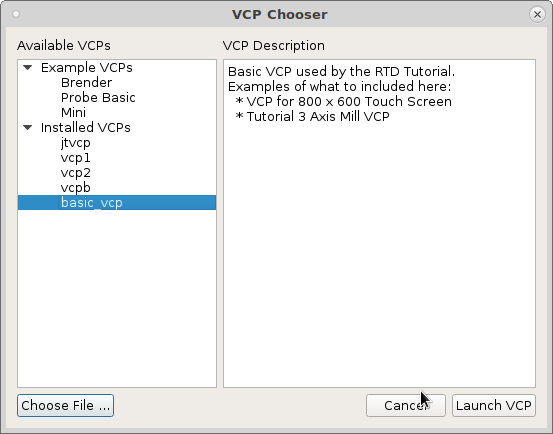 VCP Chooser
Available VCPs
VCP Description
Example VCPs
Brender
Probe Basic
Mini
Installed VCPs
jtvcp
vcp1
vcp2
vcpb
basic_vcp
Basic VCP used by the RTD Tutorial.
Examples of what to included here:
* VCP for 800 x 600 Touch Screen
* Tutorial 3 Axis Mill VCP
Choose File ...
Cancel
Launch VCP